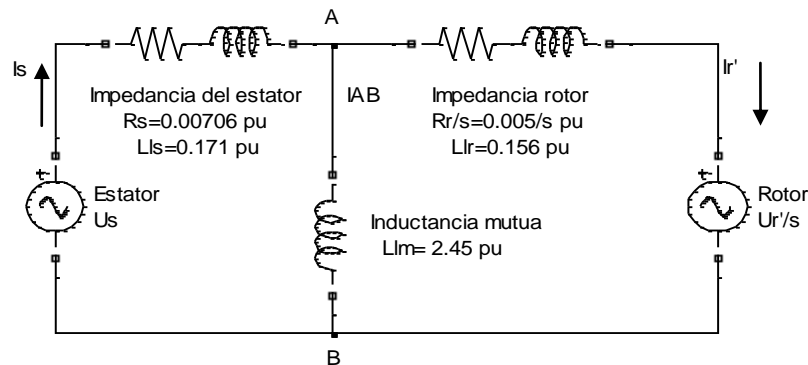 A
Is
Impedancia del estator
Rs=0.00706 pu
Lls=0.171 pu
IAB
Impedancia rotor
Rr/s=0.005/s pu
Llr=0.156 pu
Ir'
Estator
Us
Inductancia mutua
Llm= 2.45 pu
Rotor
Ur'/s
B